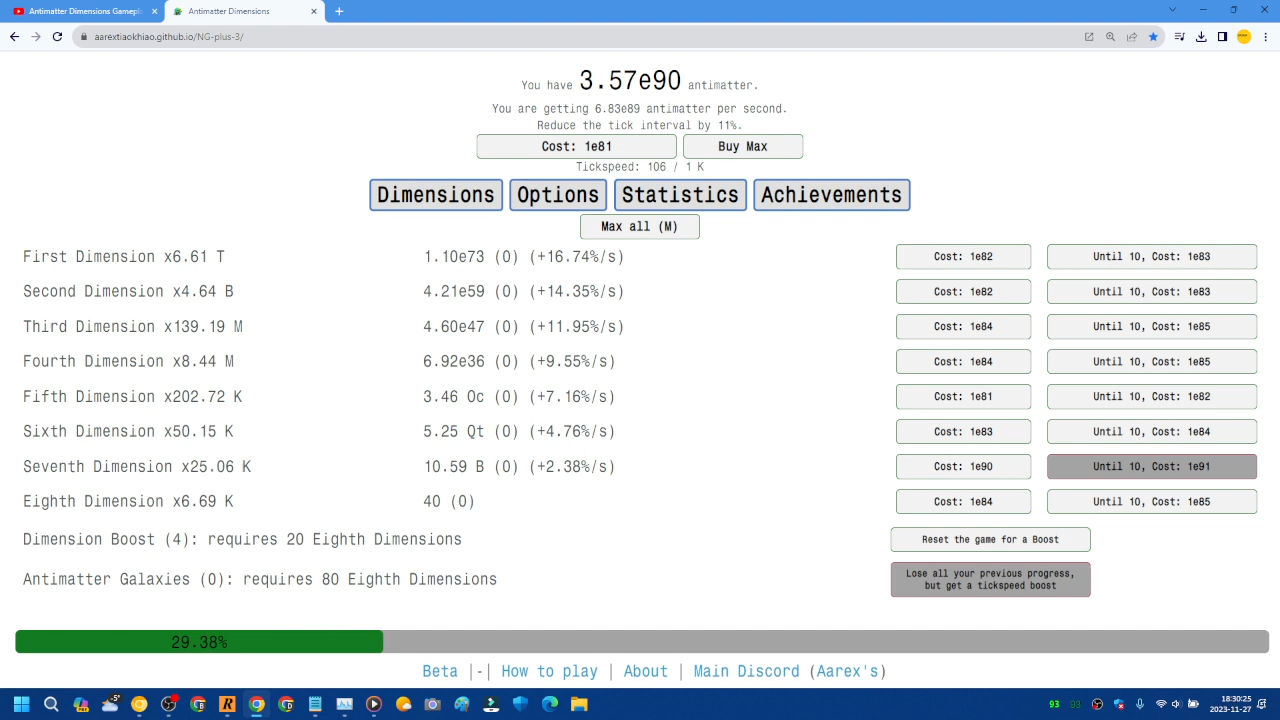 Antimatter Dimensions Gamepl
Antimatter Dimensions
aarextiaokhiao.github.io/NG-plus-3/
You have 3.57e90 antimatter.
You are getting 6.83e89 antimatter per second.
Reduce the tick interval by 11%.
Cost: 1e81 Buy Max
Tickspeed: 106 / 1 K
Dimensions Options Statistics Achievements
Max all (M)
First Dimension x6.61 T 1.10e73 (0) (+16.74%/s) Cost: 1e82 Until 10, Cost: 1e83
Second Dimension x4.64 B 4.21e59 (0) (+14.35%/s) Cost: 1e82 Until 10, Cost: 1e83
Third Dimension x139.19 M 4.60e47 (0) (+11.95%/s) Cost: 1e84 Until 10, Cost: 1e85
Fourth Dimension x8.44 M 6.92e36 (0) (+9.55%/s) Cost: 1e84 Until 10, Cost: 1e85
Fifth Dimension x202.72 K 3.46 Oc (0) (+7.16%/s) Cost: 1e81 Until 10, Cost: 1e82
Sixth Dimension x50.15 K 5.25 Qt (0) (+4.76%/s) Cost: 1e83 Until 10, Cost: 1e84
Seventh Dimension x25.06 K 10.59 B (0) (+2.38%/s) Cost: 1e90 Until 10, Cost: 1e91
Eighth Dimension x6.69 K 40 (0) Cost: 1e84 Until 10, Cost: 1e85
Dimension Boost (4): requires 20 Eighth Dimensions Reset the game for a Boost
Antimatter Galaxies (0): requires 80 Eighth Dimensions Lose all your previous progress,
but get a tickspeed boost
29.38%
Beta |-| How to play | About | Main Discord (Aarex's)
-5°
93 93
18:30:25
2023-11-27